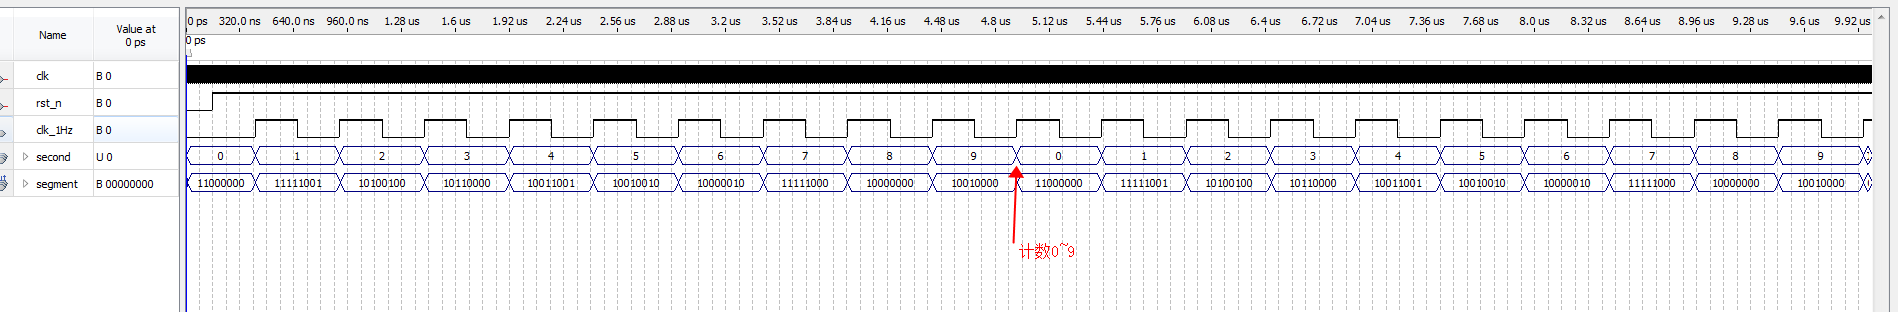 Name
Value at
0 ps
0 ps 320.0 ns 640.0 ns 960.0 ns 1.28 us 1.6 us 1.92 us 2.24 us 2.56 us 2.88 us 3.2 us 3.52 us 3.84 us 4.16 us 4.48 us 4.8 us 5.12 us 5.44 us 5.76 us 6.08 us 6.4 us 6.72 us 7.04 us 7.36 us 7.68 us 8.0 us 8.32 us 8.64 us 8.96 us 9.28 us 9.6 us 9.92 us
0 ps
clk B 0
rst_n B 0
clk_1Hz B 0
second U 0 0 1 2 3 4 5 6 7 8 9 0 1 2 3 4 5 6 7 8 9
segment B 00000000 11000000 11111001 10100100 10110000 10011001 10010010 10000010 11111000 10000000 10010000 11000000 11111001 10100100 10110000 10011001 10010010 10000010 11111000 10000000 10010000
计数0~9